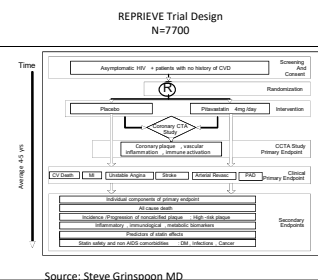 REPRIEVE Trial Design
N=7700
Time
Screening
And
Consent
Asymptomatic HIV + patients with no history of CVD
R
Randomization
Placebo
Pitavastatin 4mg /day
Intervention
Coronary CTA
Study
Coronary plaque , vascular
inflammation , immune activation
CCTA Study
Primary Endpoint
Average 4-5 yrs
CV Death
MI
Unstable Angina
Stroke
Arterial Revasc
PAD
Clinical
Primary Endpoint
Individual components of primary endpoint
All cause death
Incidence /Progression of noncalcified plaque ; High -risk plaque
Inflammatory , immunological , metabolic biomarkers
Predictors of statin effects
Statin safety and non AIDS comorbidities : DM , Infections , Cancer
Secondary
Endpoints
Source: Steve Grinspoon MD